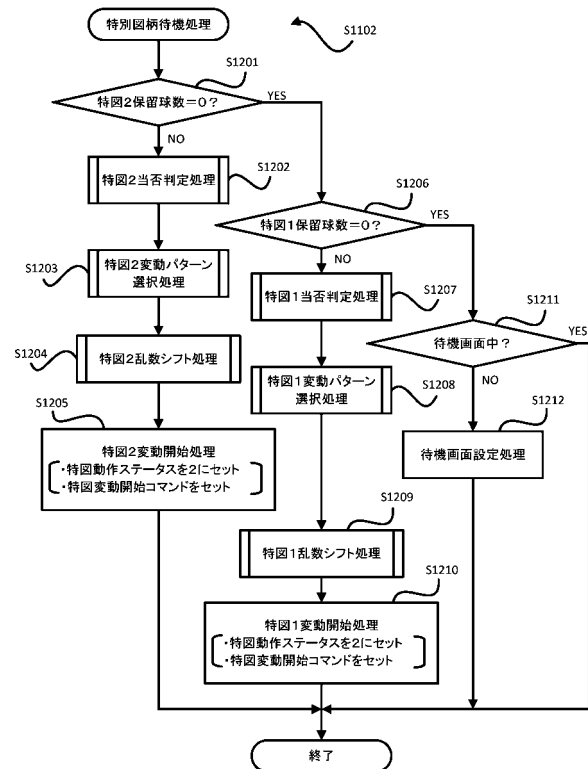 特別図柄待機処理
S1102
S1201
特図2保留球数=0?
YES
NO
S1202
特図2当否判定処理
S1206
特図1保留球数=0?
YES
NO
S1203
特図2変動パターン
選択処理
S1207
特図1当否判定処理
S1211
待機画面中?
YES
NO
S1204
特図2乱数シフト処理
S1208
特図1変動パターン
選択処理
S1205
特図2変動開始処理
・特図動作ステータスを2にセット
・特図変動開始コマンドをセット
S1212
待機画面設定処理
S1209
特図1乱数シフト処理
S1210
特図1変動開始処理
・特図動作ステータスを2にセット
・特図変動開始コマンドをセット
終了